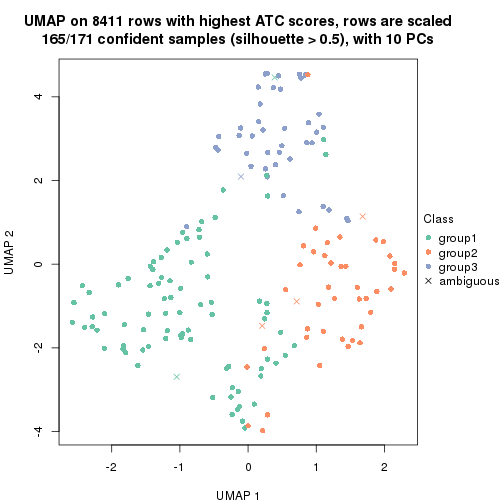 UMAP on 8411 rows with highest ATC scores, rows are scaled
165/171 confident samples (silhouette > 0.5), with 10 PCs
4
2
0
-2
-4
UMAP 2
-2
-1
0
1
2
UMAP 1
Class
group1
group2
group3
ambiguous